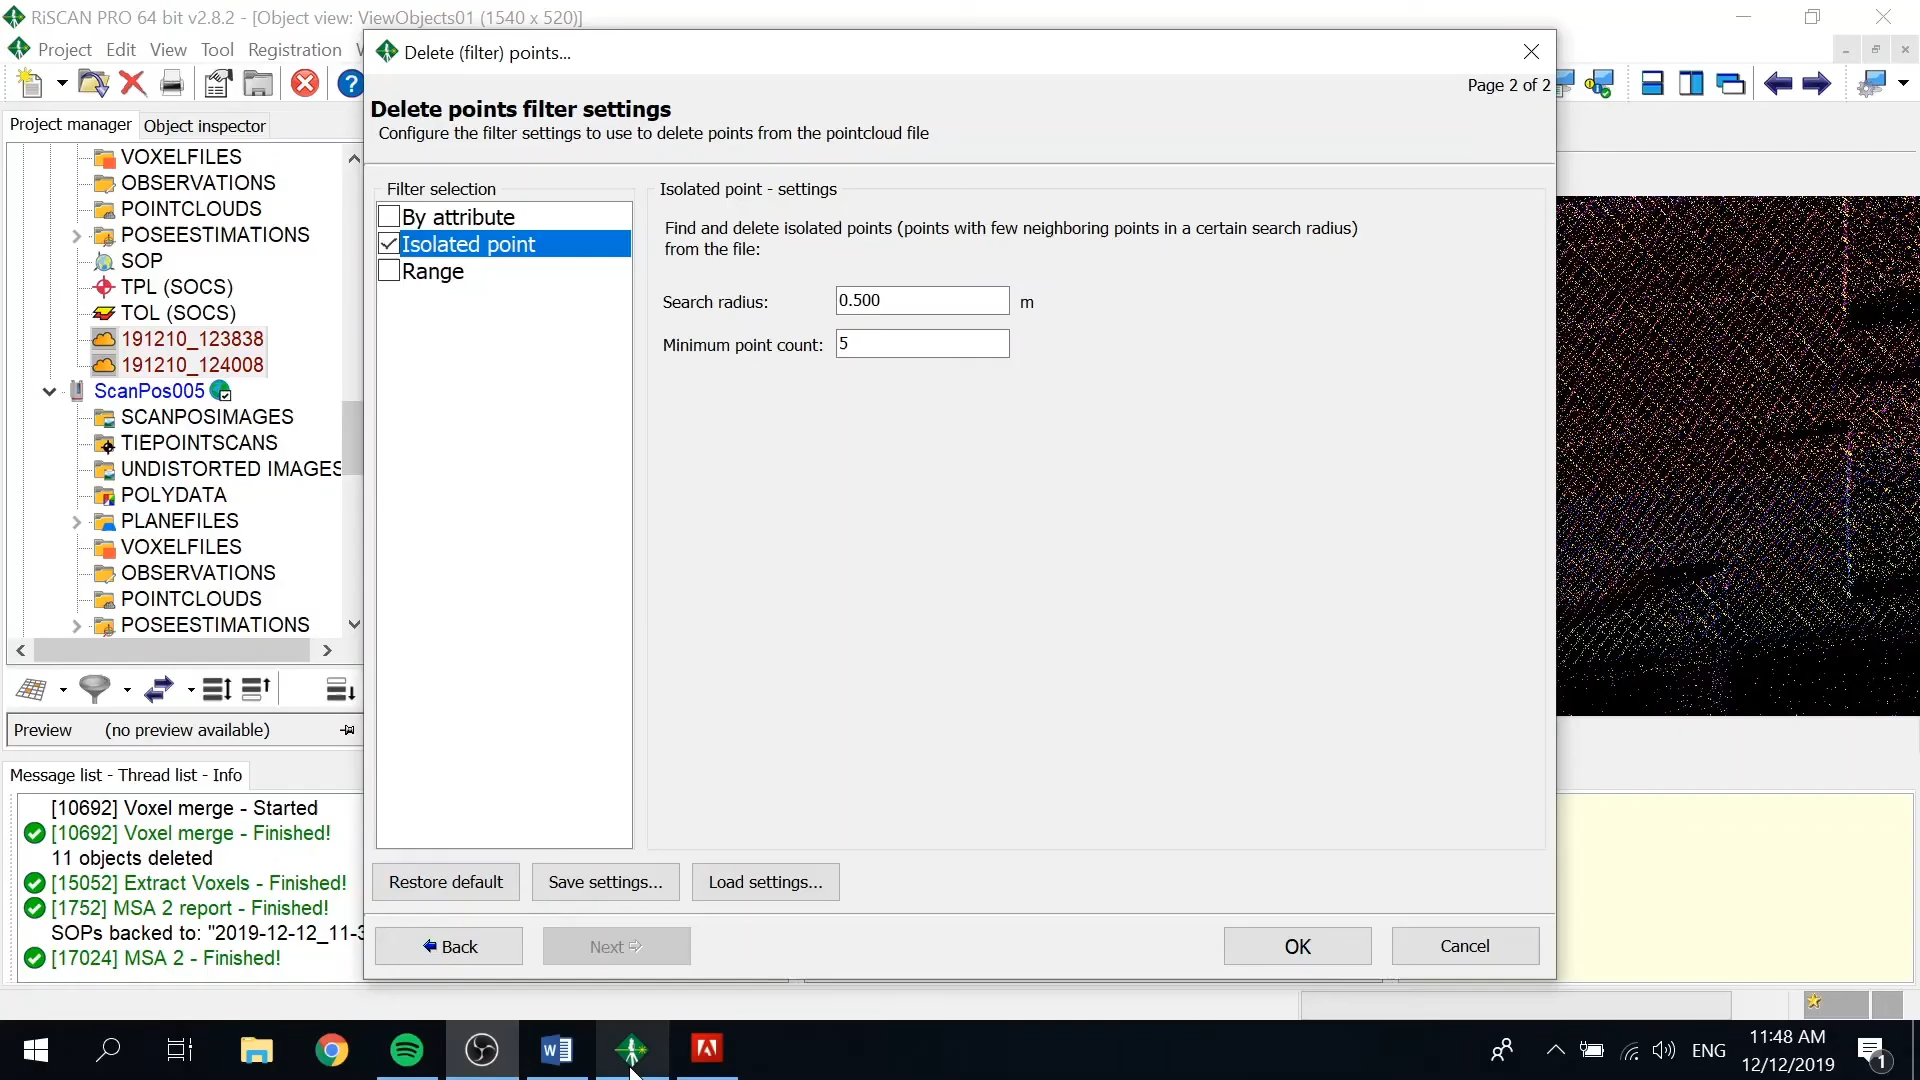 RiSCAN PRO 64 bit v2.8.2 - [Object view: ViewObjects01 (1540 x 520)]
Project Edit View Tool Registration
Delete (filter) points...
Page 2 of 2
Delete points filter settings
Configure the filter settings to use to delete points from the pointcloud file
Project manager Object inspector
VOXELFILES
OBSERVATIONS
POINTCLOUDS
POSEESTIMATIONS
SOP
TPL (SOCS)
TOL (SOCS)
191210_123838
191210_124008
ScanPos005
SCANPOSIMAGES
TIEPOINTSCANS
UNDISTORTED IMAGES
POLYDATA
PLANEFILES
VOXELFILES
OBSERVATIONS
POINTCLOUDS
POSEESTIMATIONS
Filter selection
By attribute
Isolated point
Range
Isolated point - settings
Find and delete isolated points (points with few neighboring points in a certain search radius)
from the file:
Search radius: 0.500 m
Minimum point count: 5
Restore default Save settings... Load settings...
Back Next OK Cancel
Preview (no preview available)
Message list - Thread list - Info
[10692] Voxel merge - Started
[10692] Voxel merge - Finished!
11 objects deleted
[15052] Extract Voxels - Finished!
[1752] MSA 2 report - Finished!
SOPs backed to: "2019-12-12_11-3
[17024] MSA 2 - Finished!
ENG
11:48 AM
12/12/2019
1